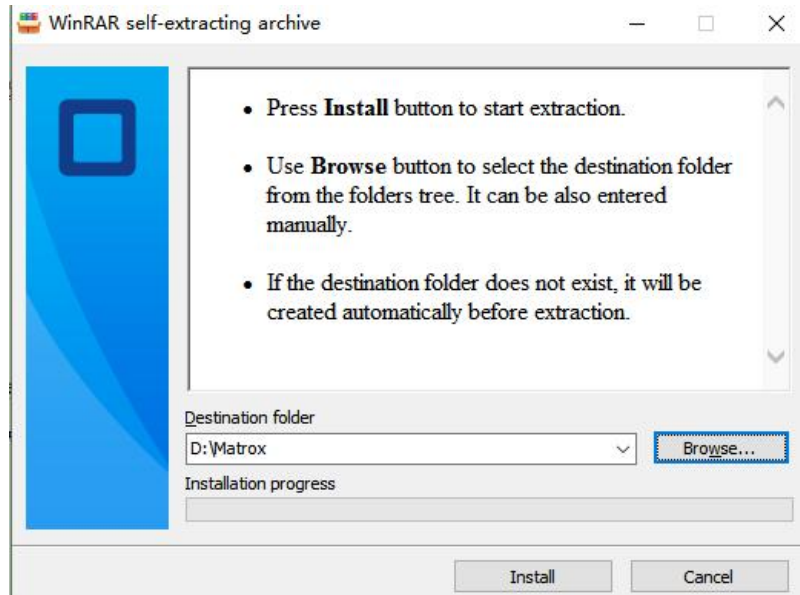 WinRAR self-extracting archive
Press Install button to start extraction.
Use Browse button to select the destination folder
from the folders tree. It can be also entered
manually.
If the destination folder does not exist, it will be
created automatically before extraction.
Destination folder
D:\Matrox
Browse...
Installation progress
Install
Cancel